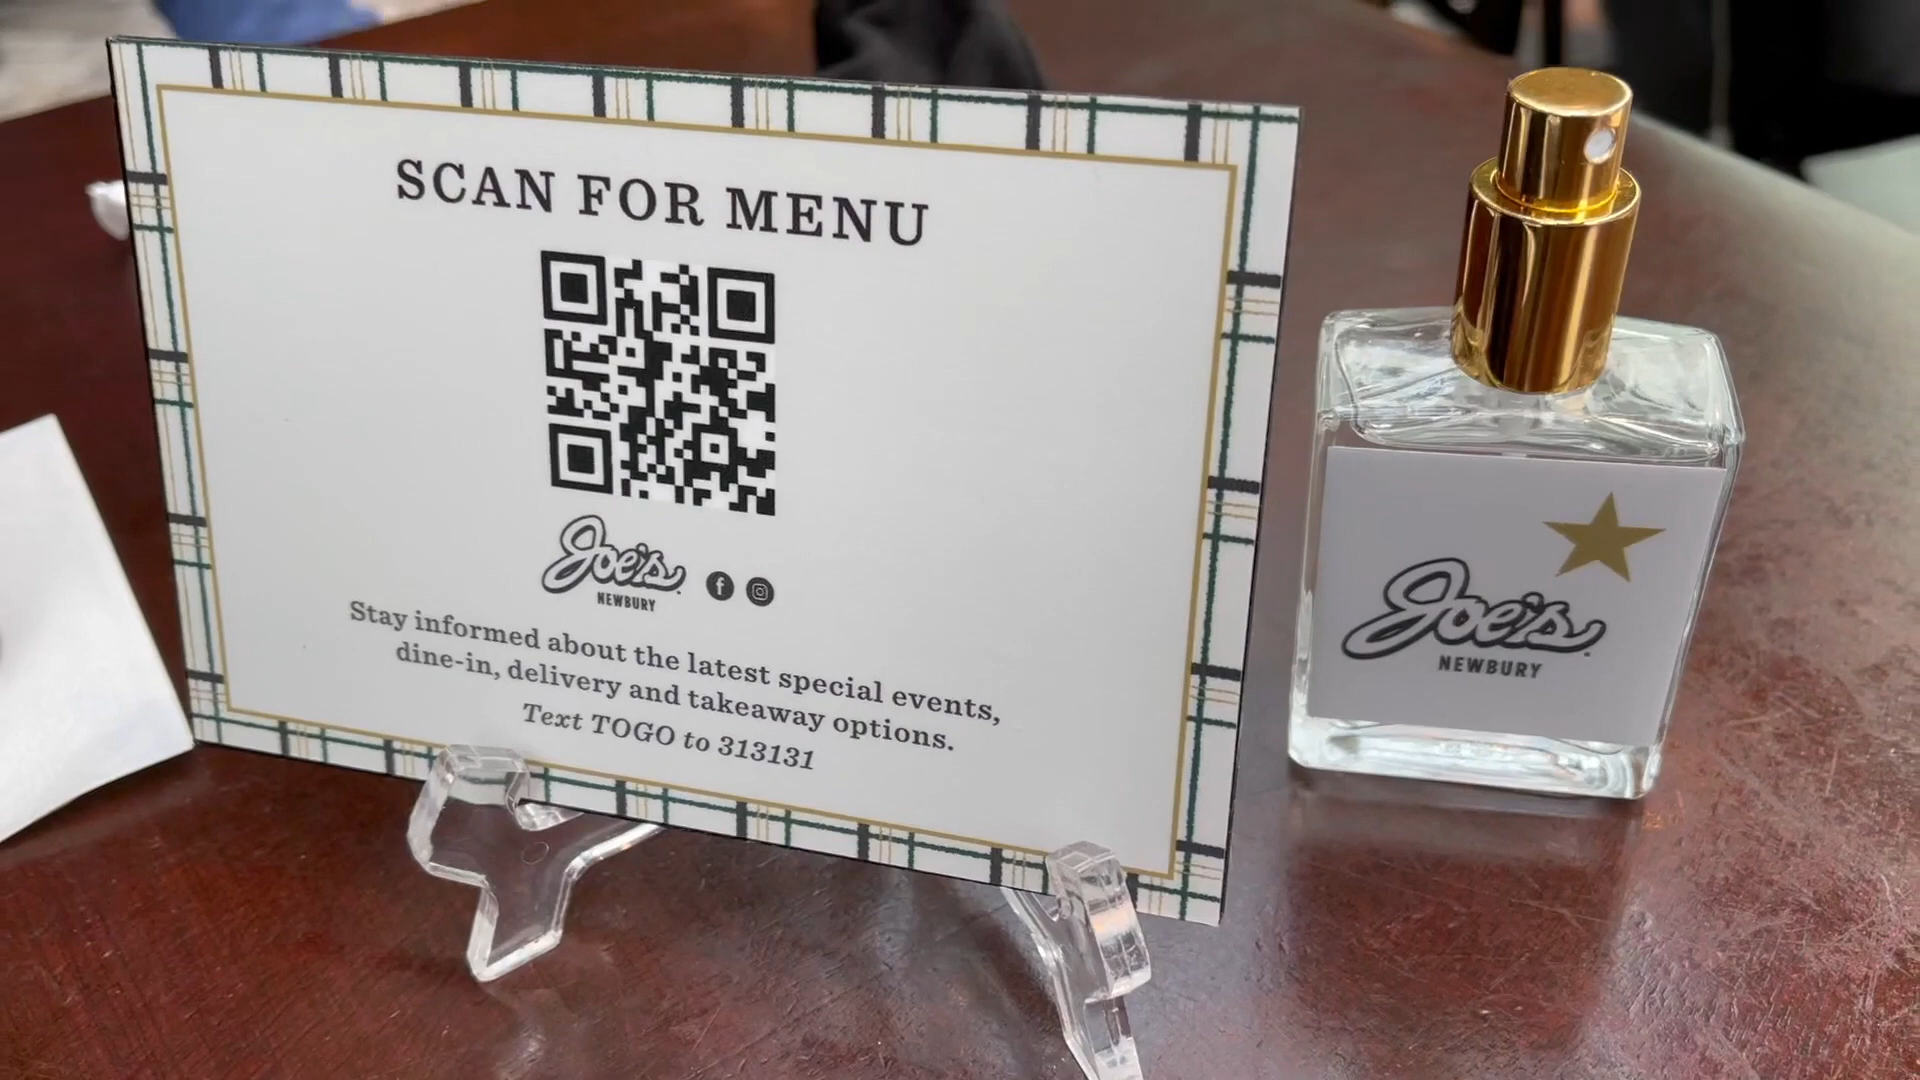 SCAN FOR MENU
Joe's
NEWBURY
Stay informed about the latest special events,
dine-in, delivery and takeaway options.
Text TOGO to 313131
Joe's
NEWBURY